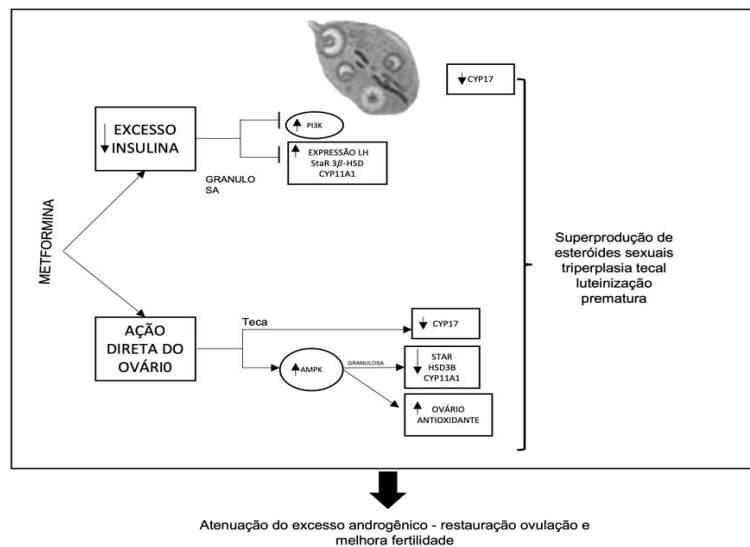 ↓ CYP17
↓ EXCESSO
INSULINA
↑ PI3K
↑ EXPRESSÃO LH
StaR 3β-HSD
CYP11A1
GRANULO
SA
METFORMINA
Superprodução de
esteróides sexuais
triperplasia tecal
luteinização
prematura
AÇÃO
DIRETA DO
OVÁRI0
Teca
↓ CYP17
↑ AMPK
GRANULOSA
↓ STAR
HSD3B
CYP11A1
↑ OVÁRIO
ANTIOXIDANTE
Atenuação do excesso androgênico - restauração ovulação e
melhora fertilidade